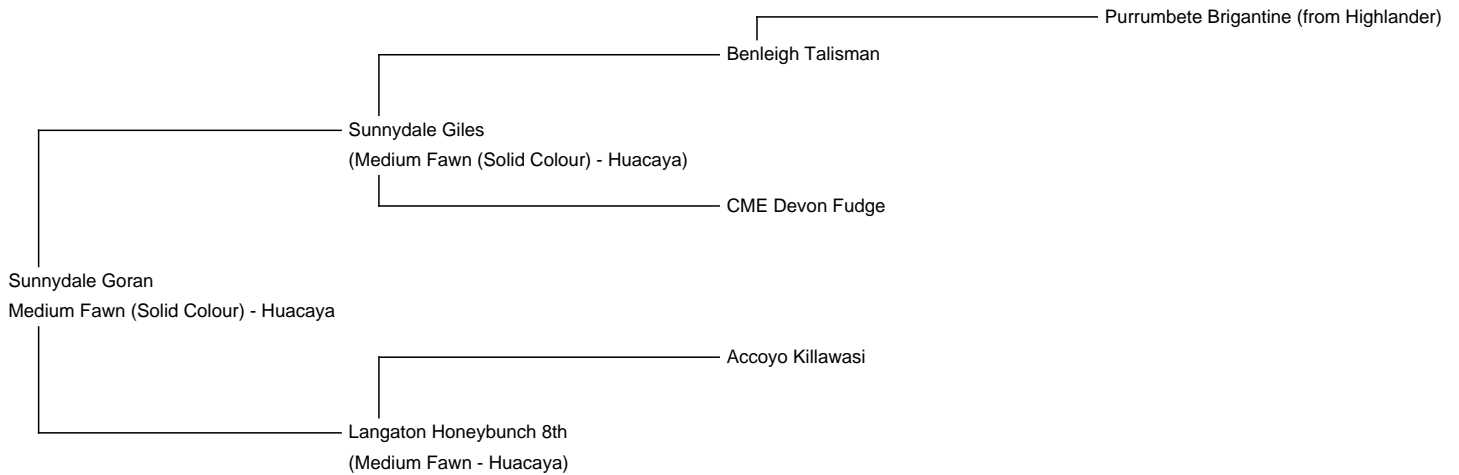 Purrumbete Brigantine (from Highlander)
Benleigh Talisman
Sunnydale Giles
(Medium Fawn (Solid Colour) - Huacaya)
CME Devon Fudge
Sunnydale Goran
Medium Fawn (Solid Colour) - Huacaya
Accoyo Killawasi
Langaton Honeybunch 8th
(Medium Fawn - Huacaya)